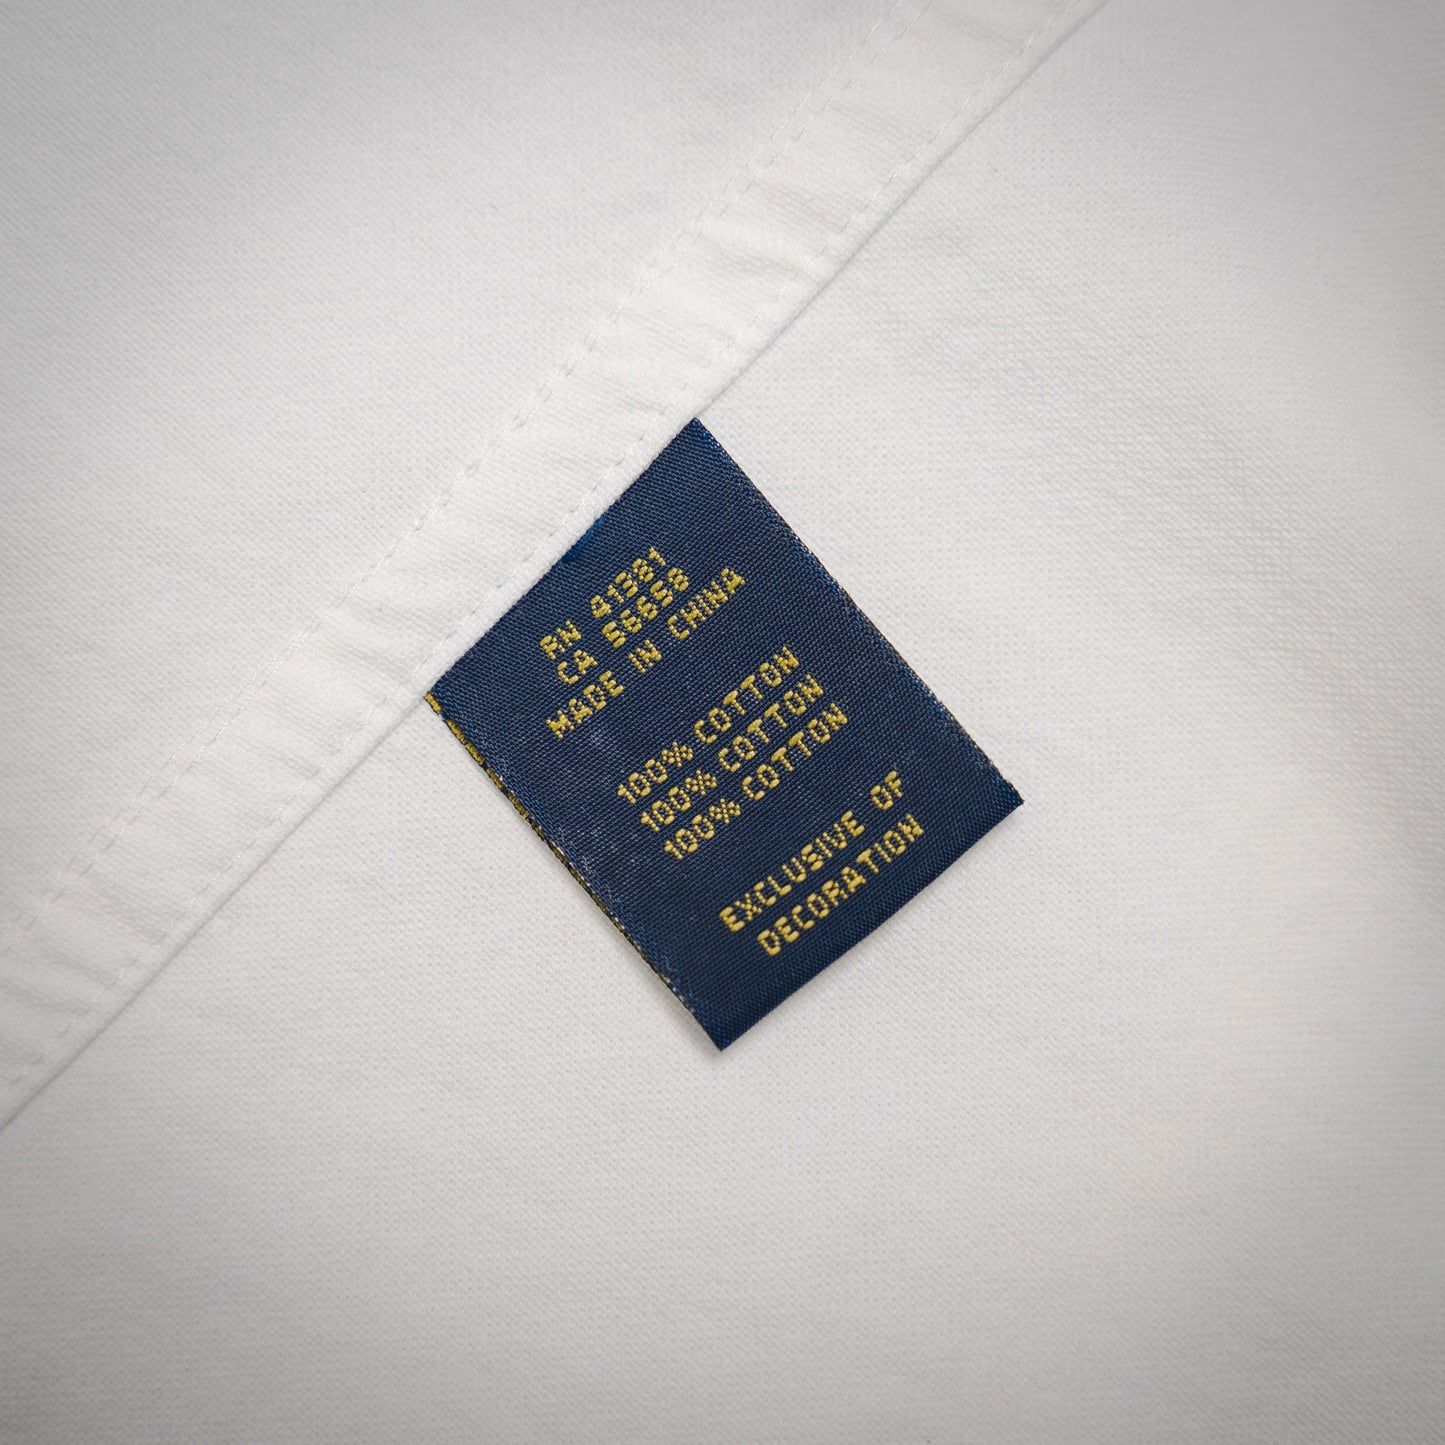 RN 41381
CA 56658
MADE IN CHINA
100% COTTON
100% COTTON
100% COTTON
EXCLUSIVE OF
DECORATION